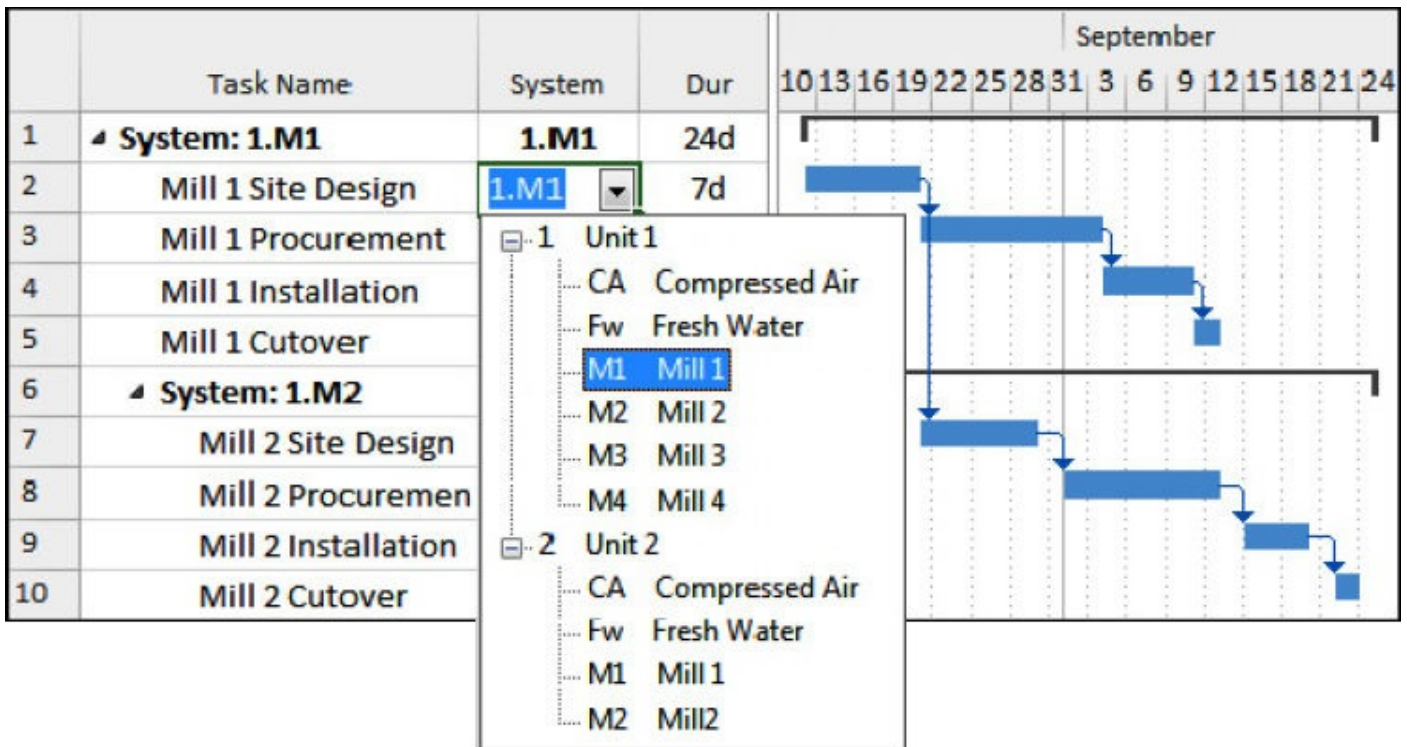 September
Task Name System Dur 10 13 16 19 22 25 28 31 3 6 9 12 15 18 21 24
1 System: 1.M1 1.M1 24d
2 Mill 1 Site Design 1.M1 7d
3 Mill 1 Procurement
4 Mill 1 Installation
5 Mill 1 Cutover
6 System: 1.M2
7 Mill 2 Site Design
8 Mill 2 Procuremen
9 Mill 2 Installation
10 Mill 2 Cutover
1 Unit 1
CA Compressed Air
Fw Fresh Water
M1 Mill 1
M2 Mill 2
M3 Mill 3
M4 Mill 4
2 Unit 2
CA Compressed Air
Fw Fresh Water
M1 Mill 1
M2 Mill2